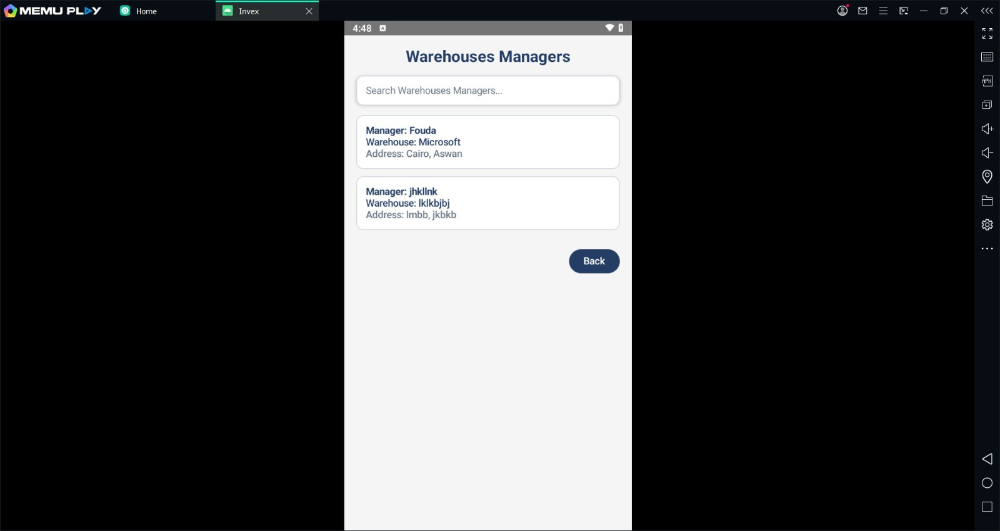 MEMU PLAY
Home
Invex
4:48
A
Warehouses Managers
Search Warehouses Managers...
Manager: Fouda
Warehouse: Microsoft
Address: Cairo, Aswan
Manager: jhkllnk
Warehouse: lklkbjbj
Address: lmbb, jkbkb
Back
APK